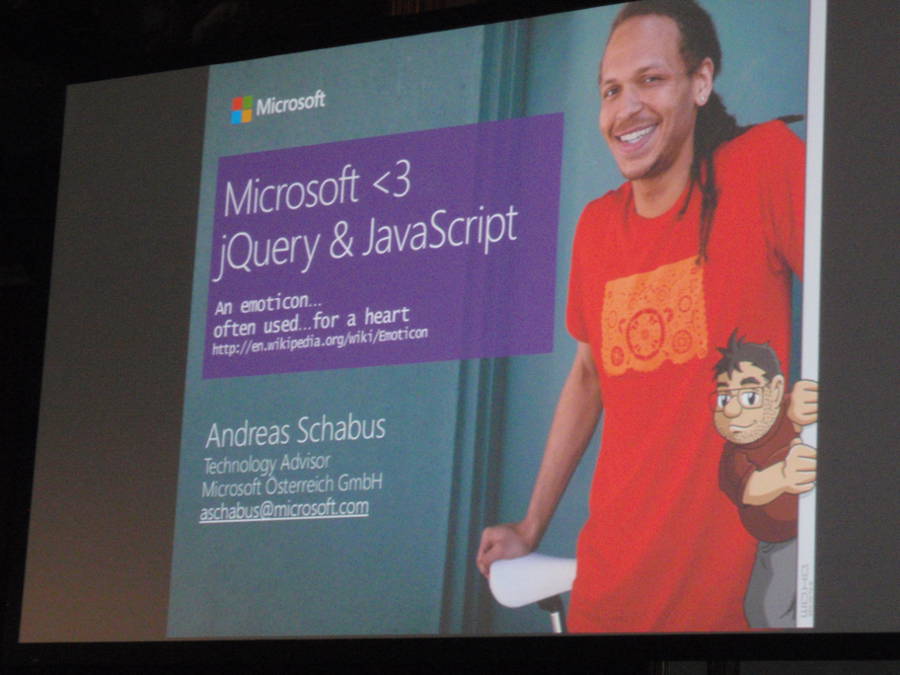 Microsoft
Microsoft <3
jQuery & JavaScript
An emoticon...
often used...for a heart
http://en.wikipedia.org/wiki/Emoticon
Andreas Schabus
Technology Advisor
Microsoft Österreich GmbH
aschabus@microsoft.com